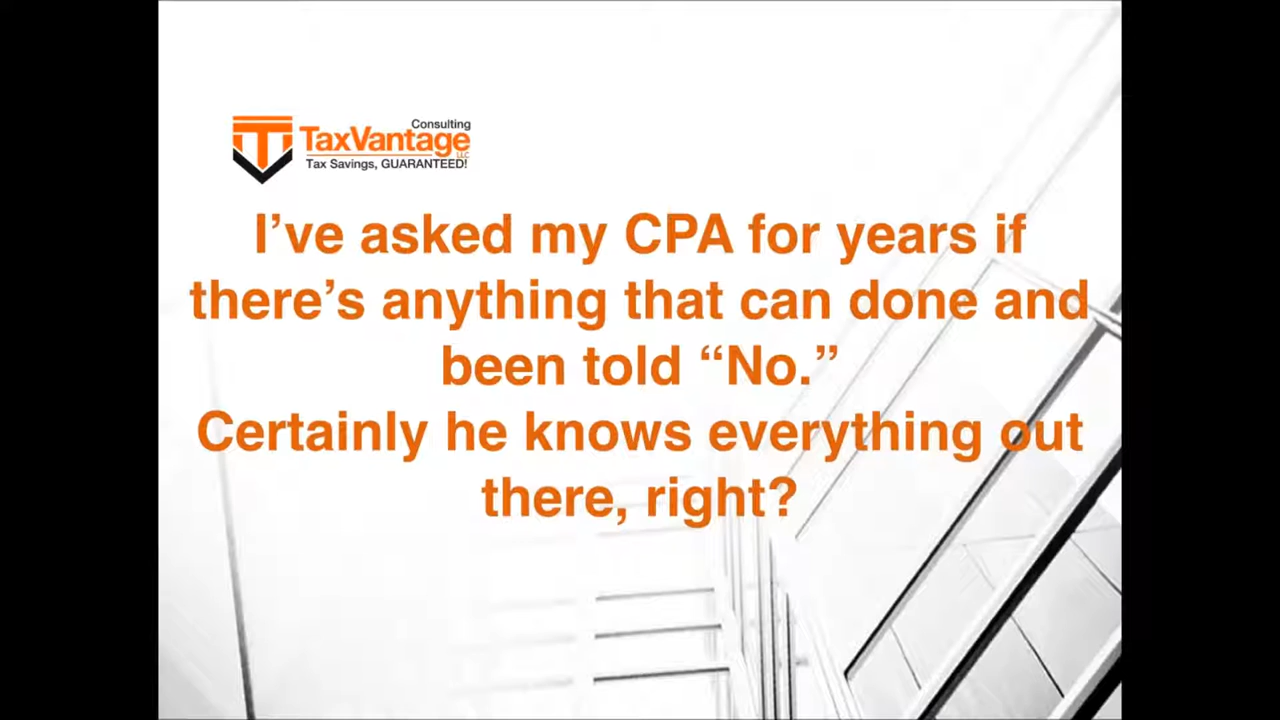 Consulting
TaxVantage
LLC
Tax Savings, GUARANTEED!
I’ve asked my CPA for years if
there’s anything that can done and
been told “No.”
Certainly he knows everything out
there, right?